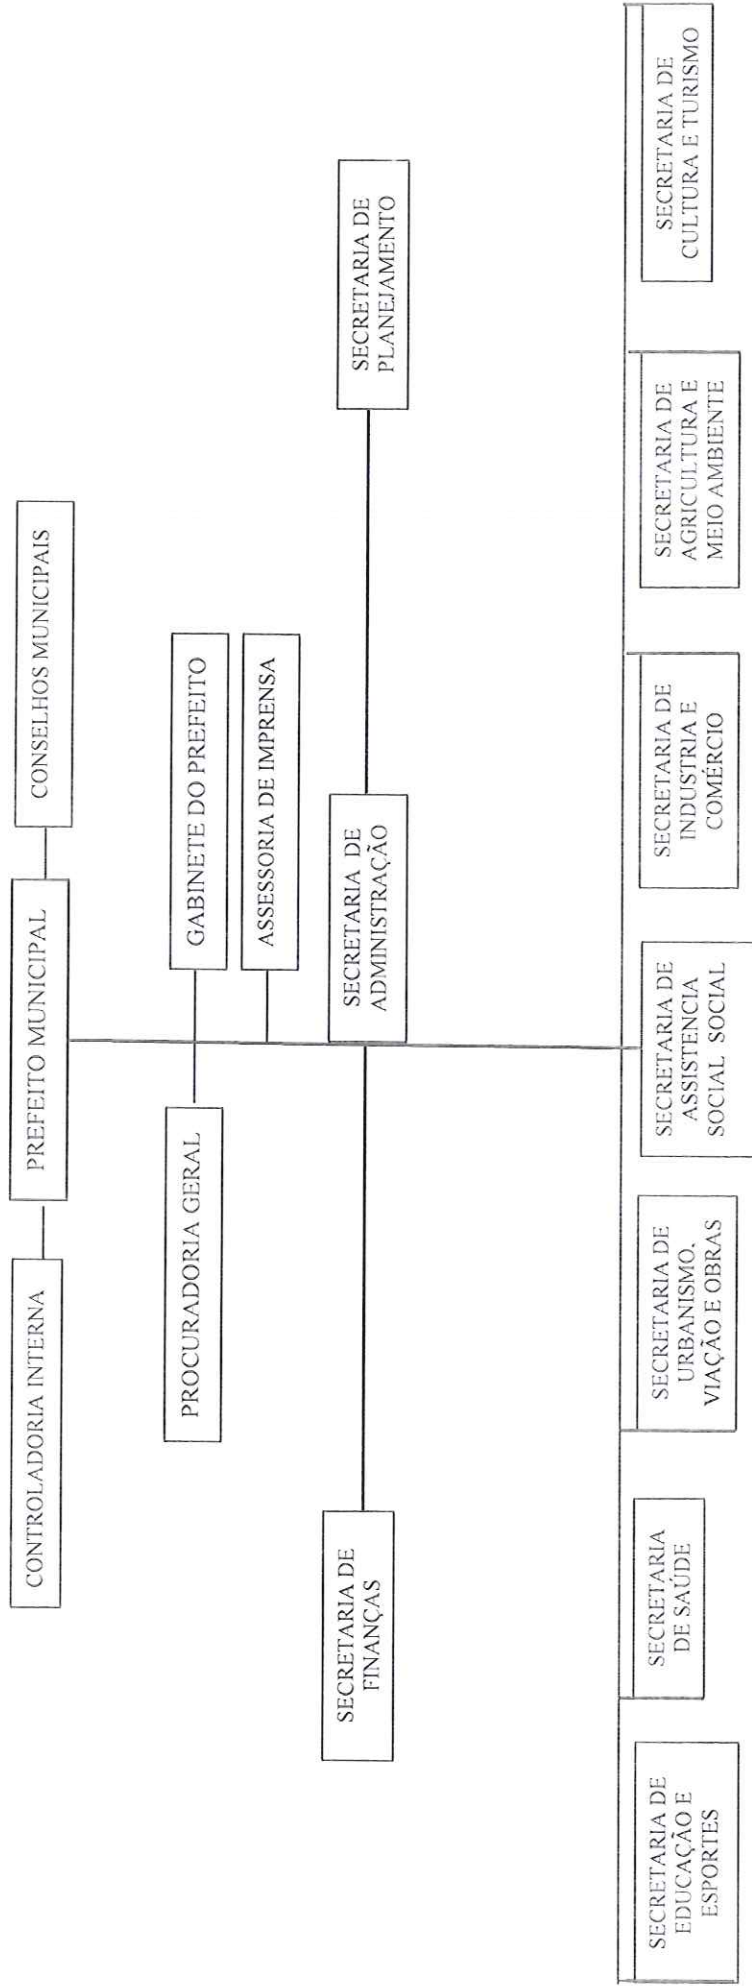 CONTROLADORIA INTERNA
PREFEITO MUNICIPAL
CONSELHOS MUNICIPAIS
PROCURADORIA GERAL
GABINETE DO PREFEITO
ASSESSORIA DE IMPRENSA
SECRETARIA DE
FINANÇAS
SECRETARIA DE
ADMINISTRAÇÃO
SECRETARIA DE
PLANEJAMENTO
SECRETARIA DE
EDUCAÇÃO E
ESPORTES
SECRETARIA
DE SAÚDE
SECRETARIA DE
URBANISMO.
VIAÇÃO E OBRAS
SECRETARIA DE
ASSISTENCIA
SOCIAL SOCIAL
SECRETARIA DE
INDUSTRIA E
COMÉRCIO
SECRETARIA DE
AGRICULTURA E
MEIO AMBIENTE
SECRETARIA DE
CULTURA E TURISMO